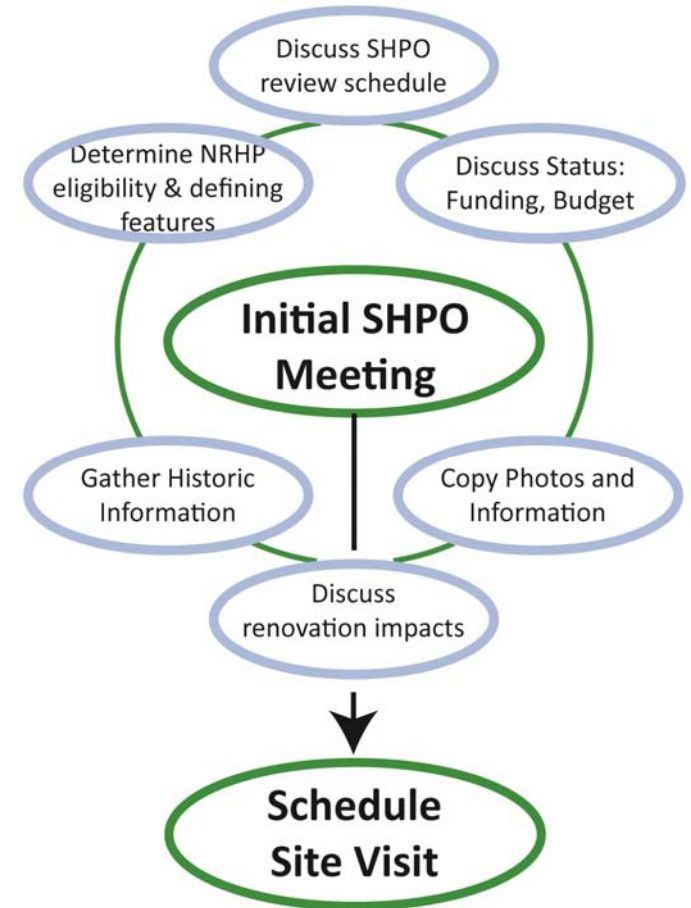 Discuss SHPO
review schedule
Determine NRHP
eligibility & defining
features
Discuss Status:
Funding, Budget
Initial SHPO
Meeting
Gather Historic
Information
Copy Photos and
Information
Discuss
renovation impacts
Schedule
Site Visit